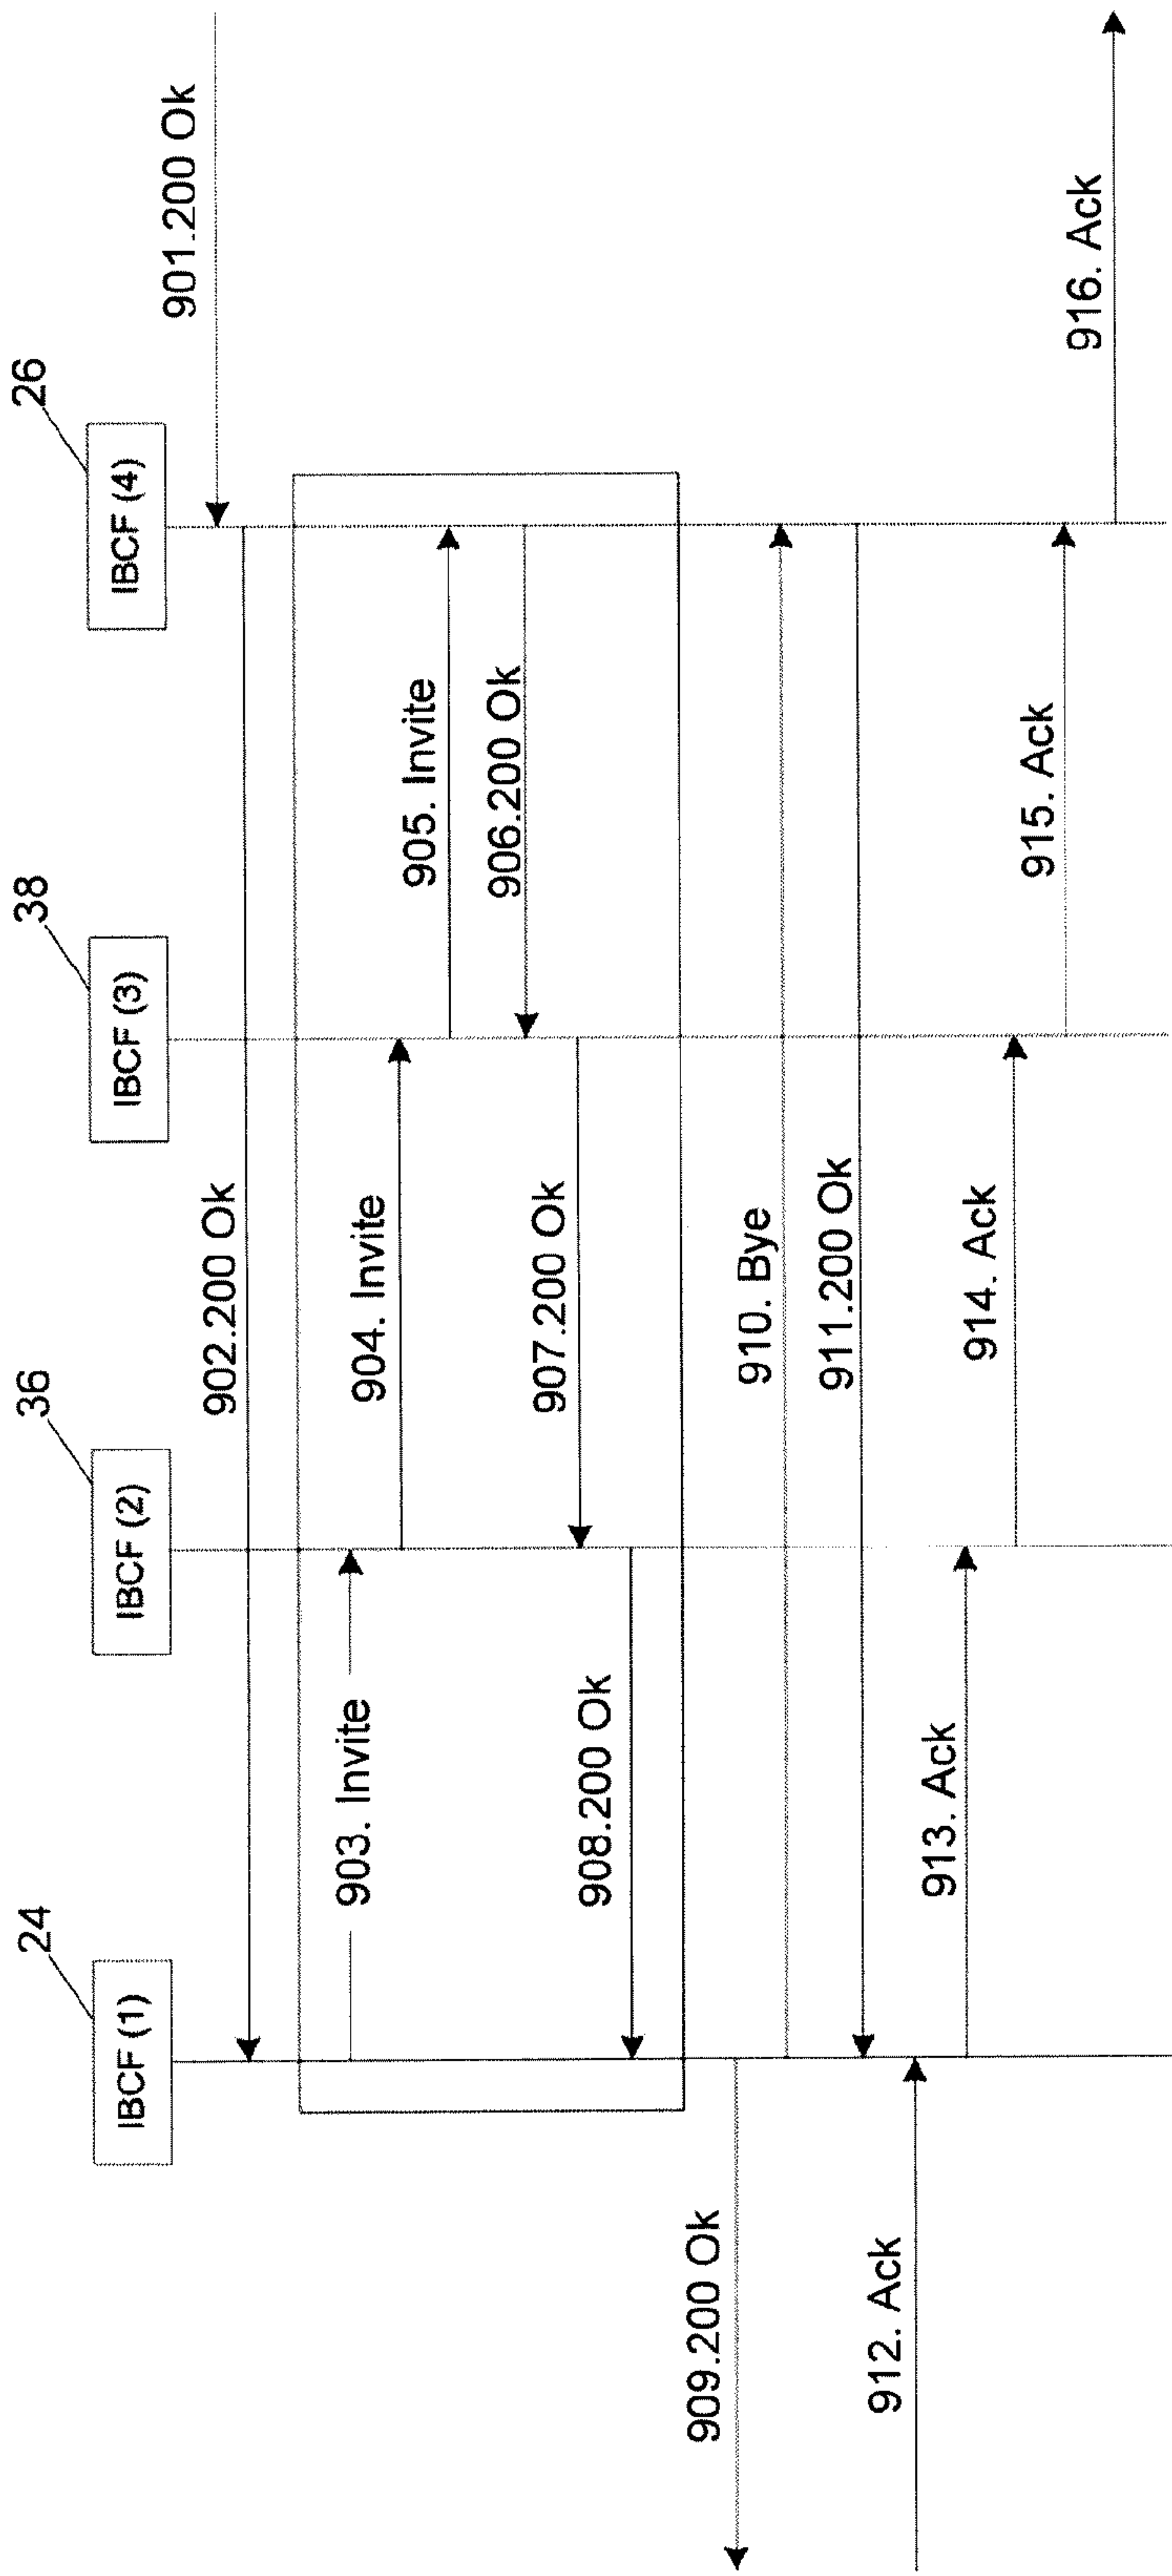 24
36
38
26
IBCF (1)
IBCF (2)
IBCF (3)
IBCF (4)
901.200 Ok
902.200 Ok
903. Invite
904. Invite
905. Invite
906.200 Ok
907.200 Ok
908.200 Ok
909.200 Ok
910. Bye
911.200 Ok
912. Ack
913. Ack
914. Ack
915. Ack
916. Ack